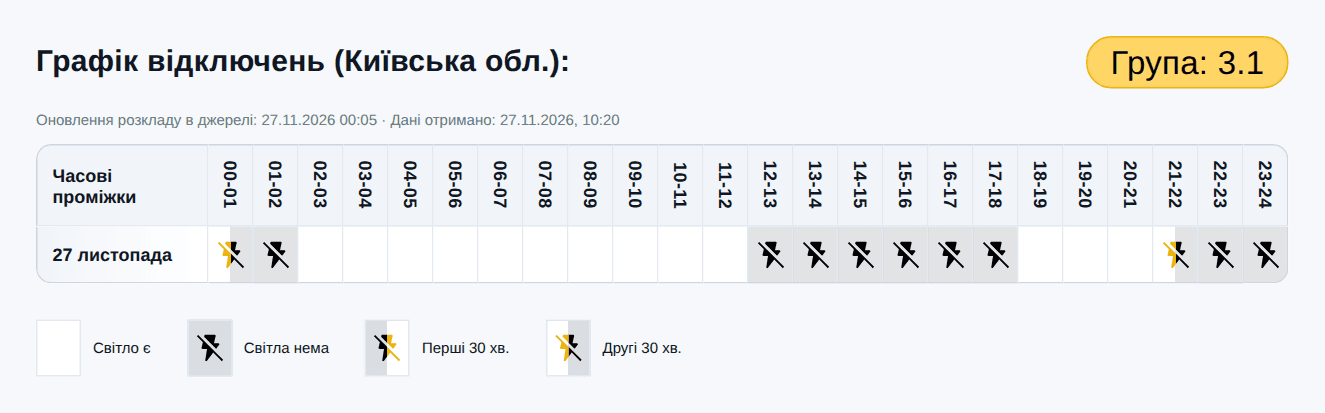 Графік відключень (Київська обл.):
Група: 3.1
Оновлення розкладу в джерелі: 27.11.2026 00:05 · Дані отримано: 27.11.2026, 10:20
Часові
проміжки
00-01
01-02
02-03
03-04
04-05
05-06
06-07
07-08
08-09
09-10
10-11
11-12
12-13
13-14
14-15
15-16
16-17
17-18
18-19
19-20
20-21
21-22
22-23
23-24
27 листопада
Світло є
Світла нема
Перші 30 хв.
Другі 30 хв.